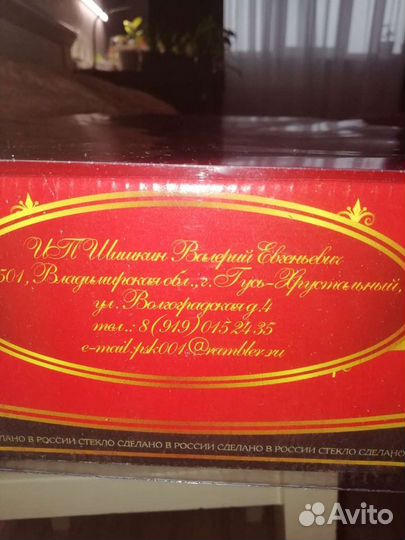 ИП Шишкин Валерий Евгеньевич
501, Владимирская обл., г. Гусь-Хрустальный,
ул. Волгоградская д.4
тел.: 8 (919) 015 24 35
e-mail.psk001@rambler.ru
ЛАНО В РОССИИ СТЕКЛО СДЕЛАНО В РОССИИ СДЕЛАНО В РОССИИ СТЕКЛО СДЕЛАНО
Avito